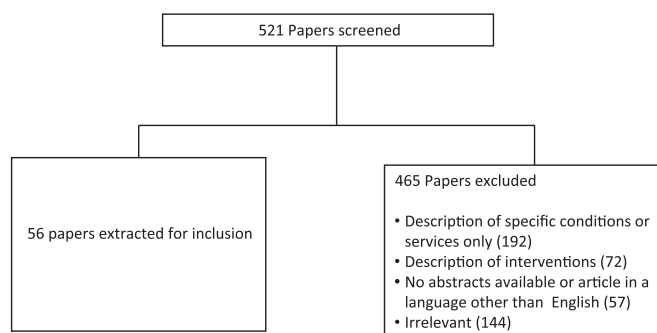 521 Papers screened
56 papers extracted for inclusion
465 Papers excluded
• Description of specific conditions or
services only (192)
• Description of interventions (72)
• No abstracts available or article in a
language other than English (57)
• Irrelevant (144)